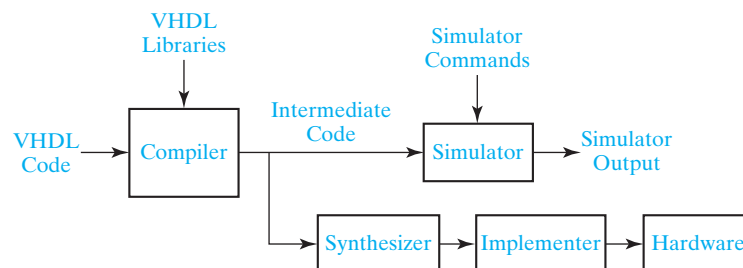 VHDL
Libraries
Simulator
Commands
VHDL
Code
Compiler
Intermediate
Code
Simulator
Simulator
Output
Synthesizer
Implementer
Hardware